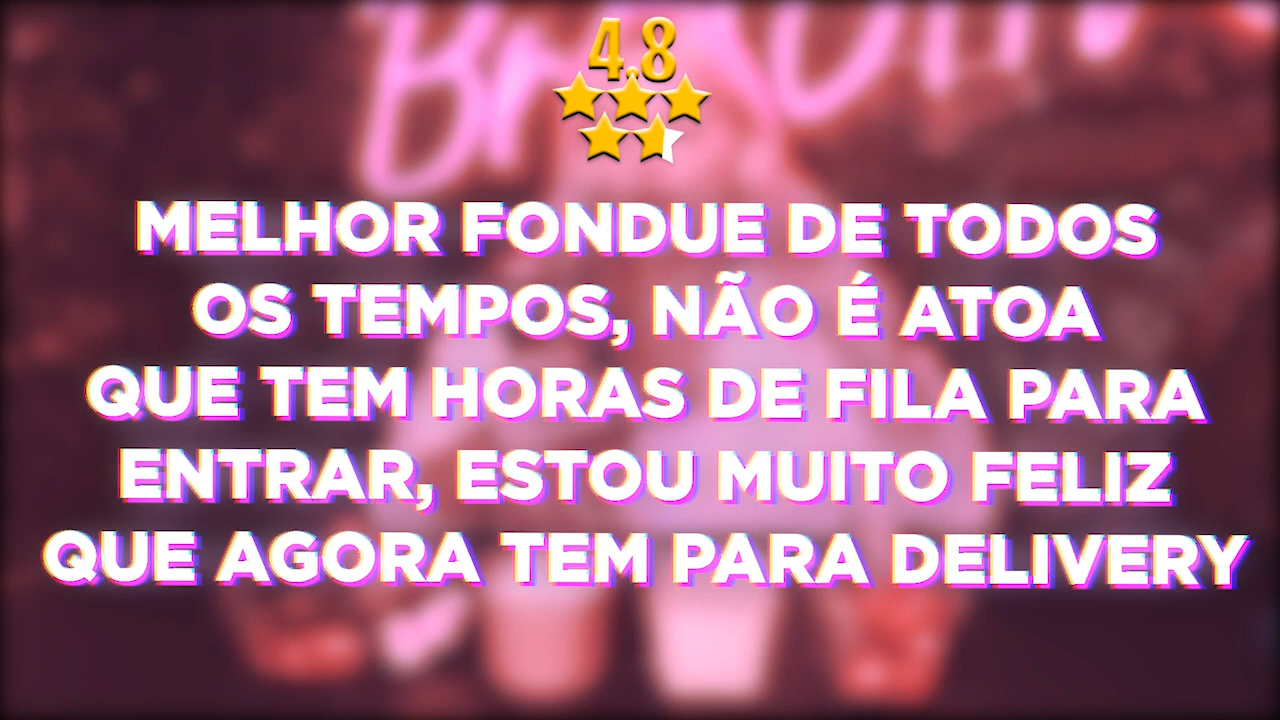 4.8
MELHOR FONDUE DE TODOS
OS TEMPOS, NÃO É ATOA
QUE TEM HORAS DE FILA PARA
ENTRAR, ESTOU MUITO FELIZ
QUE AGORA TEM PARA DELIVERY